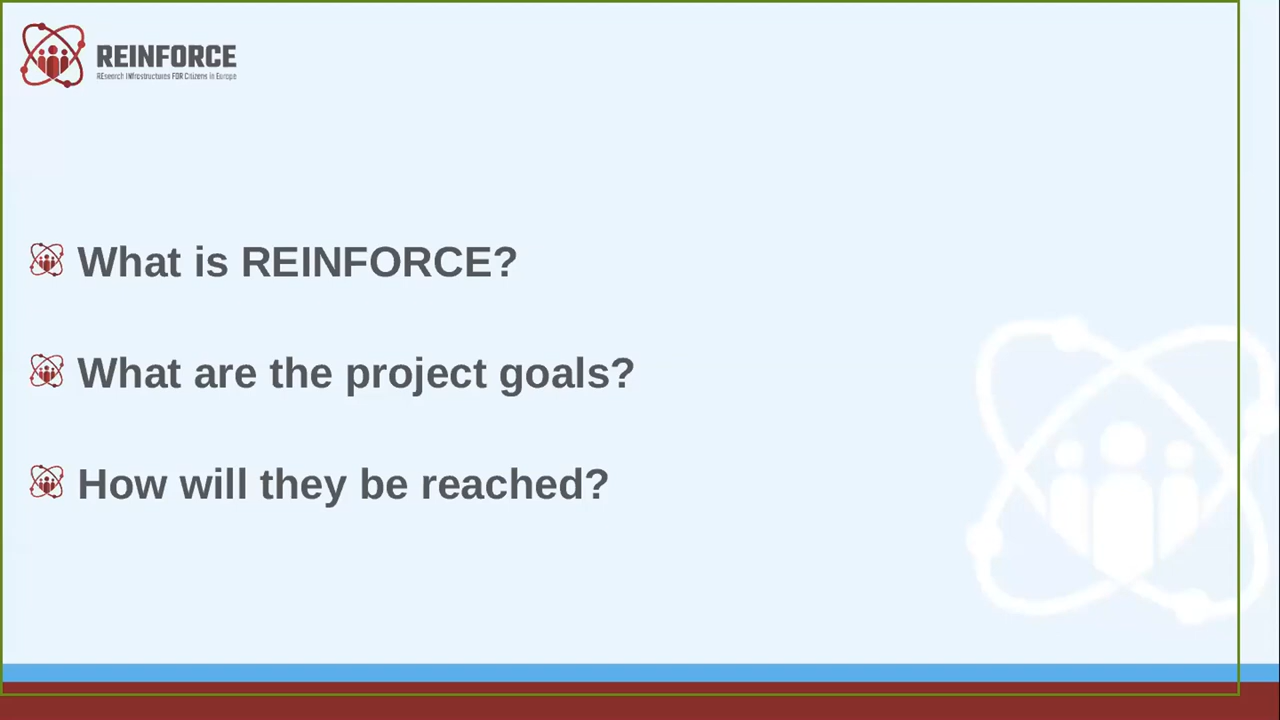 REINFORCE
REsearch INfrastructures FOR Citizens in Europe
What is REINFORCE?
What are the project goals?
How will they be reached?